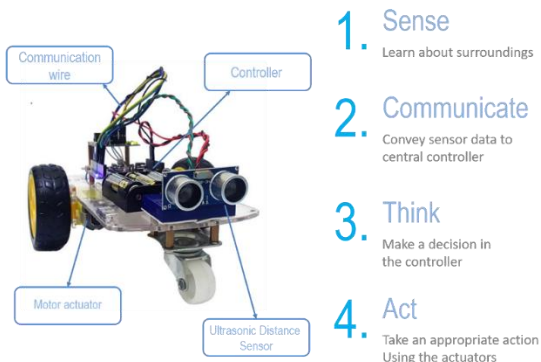 Communication
wire
Controller
Motor actuator
Ultrasonic Distance
Sensor
1. Sense
Learn about surroundings
2. Communicate
Convey sensor data to
central controller
3. Think
Make a decision in
the controller
4. Act
Take an appropriate action
Using the actuators